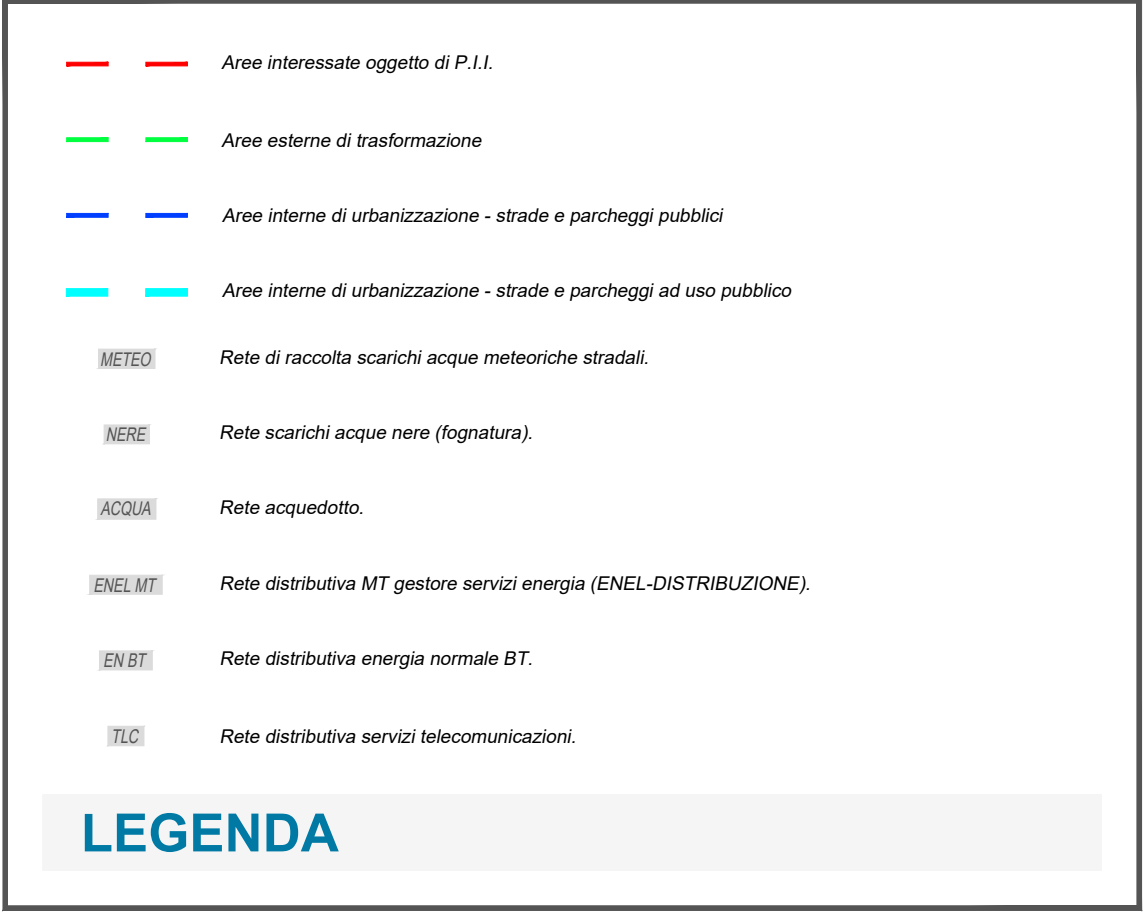 Aree interessate oggetto di P.I.I.
Aree esterne di trasformazione
Aree interne di urbanizzazione - strade e parcheggi pubblici
Aree interne di urbanizzazione - strade e parcheggi ad uso pubblico
METEO Rete di raccolta scarichi acque meteoriche stradali.
NERE Rete scarichi acque nere (fognatura).
ACQUA Rete acquedotto.
ENEL MT Rete distributiva MT gestore servizi energia (ENEL-DISTRIBUZIONE).
EN BT Rete distributiva energia normale BT.
TLC Rete distributiva servizi telecomunicazioni.
LEGENDA